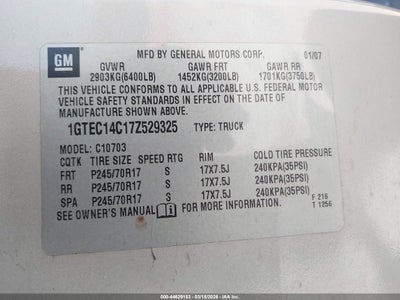 GM
MFD BY GENERAL MOTORS CORP. 01/07
GVWR GAWR FRT GAWR RR
2903KG(6400LB) 1452KG(3200LB) 1701KG(3750LB)
THIS VEHICLE CONFORMS TO ALL APPLICABLE U.S. FEDERAL MOTOR
VEHICLE SAFETY STANDARDS IN EFFECT ON THE DATE OF
MANUFACTURE SHOWN ABOVE.
1GTEC14C17Z529325 TYPE: TRUCK
MODEL: C10703
CQTK TIRE SIZE SPEED RTG RIM COLD TIRE PRESSURE
FRT P245/70R17 S 17X7.5J 240KPA(35PSI)
RR P245/70R17 S 17X7.5J 240KPA(35PSI)
SPA P245/70R17 S 17X7.5J 240KPA(35PSI)
SEE OWNER'S MANUAL FOR MORE INFORMATION. F 216
T 1256
000-44629183 - 03/18/2026 - IAA, Inc.